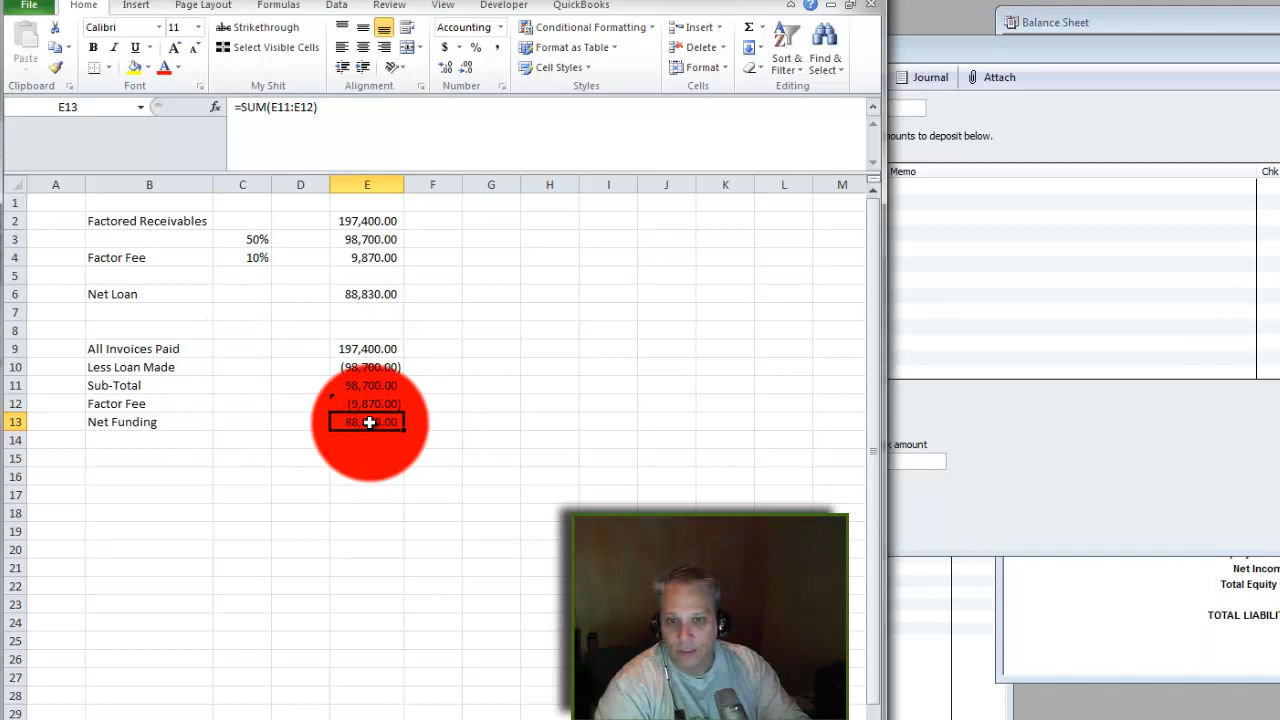 File Home Insert Page Layout Formulas Data Review View Developer QuickBooks
Balance Sheet
Calibri 11 Strikethrough Accounting Conditional Formatting Insert Σ
Paste B I U A A Select Visible Cells $ % , Format as Table Delete Sort & Filter Find & Select
A Cell Styles Format
Clipboard Font My Shit Alignment Number Styles Cells Editing
Journal Attach
E13 fx =SUM(E11:E12)
ounts to deposit below.
Memo Chk
A B C D E F G H I J K L M
1
2 Factored Receivables 197,400.00
3 50% 98,700.00
4 Factor Fee 10% 9,870.00
5
6 Net Loan 88,830.00
7
8
9 All Invoices Paid 197,400.00
10 Less Loan Made (98,700.00)
11 Sub-Total 98,700.00
12 Factor Fee (9,870.00)
13 Net Funding
k amount
14
15
16
17
18
19
20
21
22
23
24
25
26
27
28
29
Net Incom
Total Equity
TOTAL LIABILI